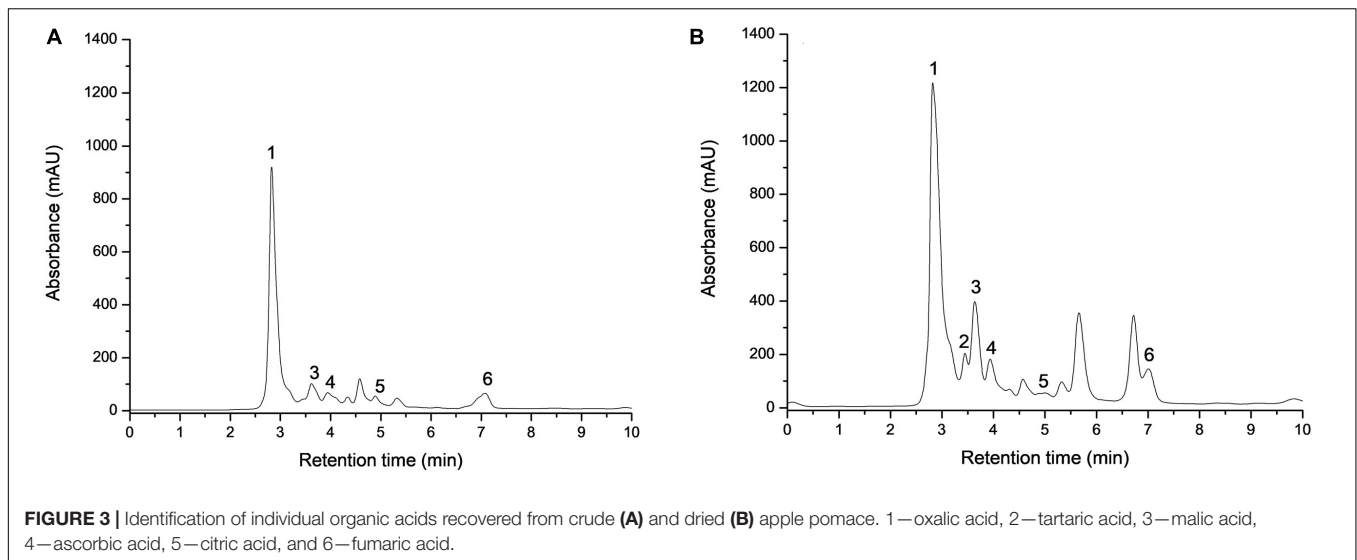 A
1400
1200
1000
800
600
400
200
0
Absorbance (mAU)
1
3
4
5
6
0 1 2 3 4 5 6 7 8 9 10
Retention time (min)
B
1400
1200
1000
800
600
400
200
0
Absorbance (mAU)
1
2
3
4
5
6
0 1 2 3 4 5 6 7 8 9 10
Retention time (min)
FIGURE 3 | Identification of individual organic acids recovered from crude (A) and dried (B) apple pomace. 1—oxalic acid, 2—tartaric acid, 3—malic acid,
4—ascorbic acid, 5—citric acid, and 6—fumaric acid.